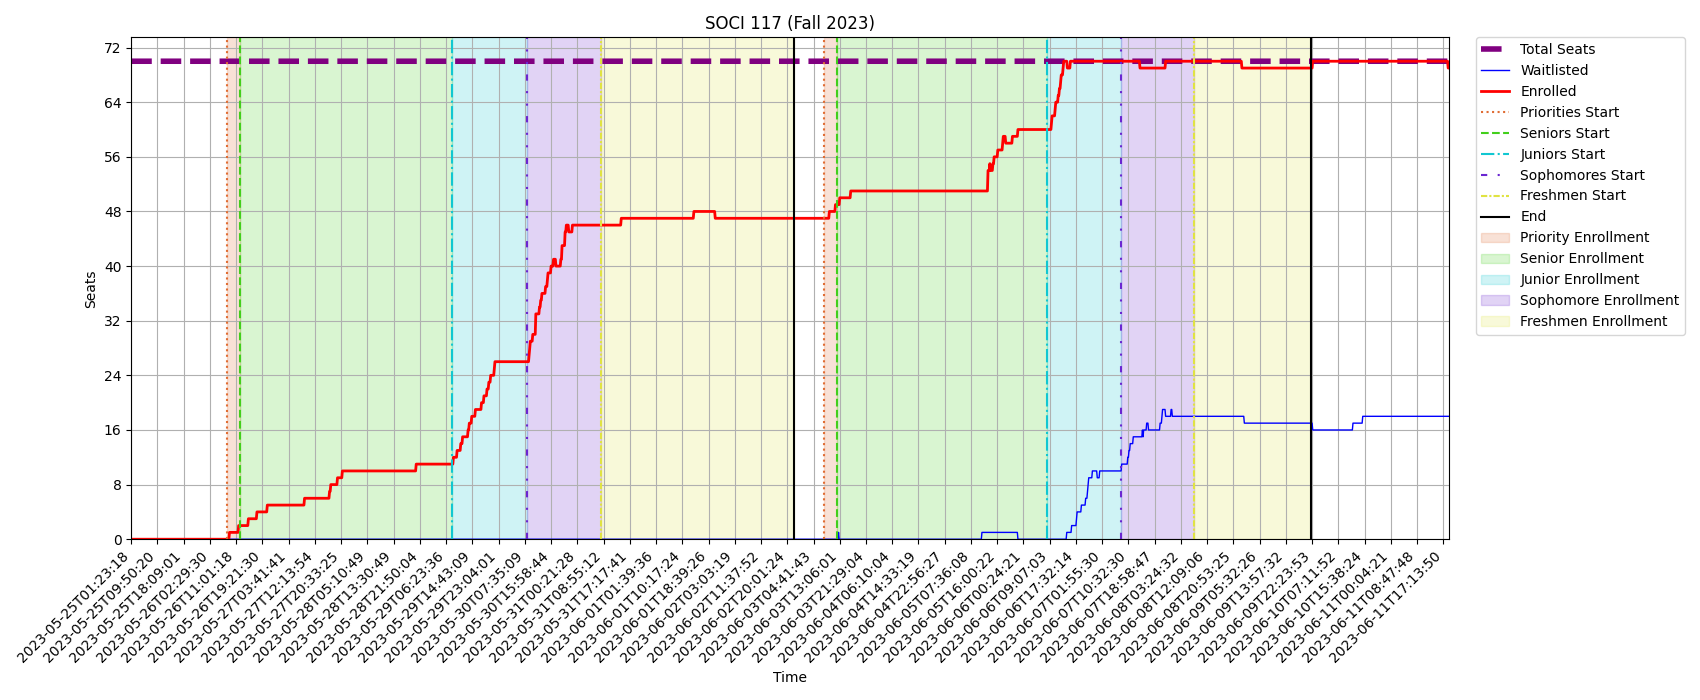 SOCI 117 (Fall 2023)
Seats
72
64
56
48
40
32
24
16
8
0
2023-05-25T01:23:18
2023-05-25T09:50:20
2023-05-25T18:09:01
2023-05-26T02:29:30
2023-05-26T11:01:18
2023-05-26T19:21:30
2023-05-27T03:41:41
2023-05-27T12:13:54
2023-05-27T20:33:25
2023-05-28T05:10:49
2023-05-28T13:30:49
2023-05-28T21:50:04
2023-05-29T06:23:36
2023-05-29T14:43:09
2023-05-29T23:04:01
2023-05-30T07:35:09
2023-05-30T15:58:44
2023-05-31T00:21:28
2023-05-31T08:55:12
2023-05-31T17:17:41
2023-06-01T01:39:36
2023-06-01T10:17:24
2023-06-01T18:39:26
2023-06-02T03:03:19
2023-06-02T11:37:52
2023-06-02T20:01:24
2023-06-03T04:41:43
2023-06-03T13:06:01
2023-06-03T21:29:04
2023-06-04T06:10:04
2023-06-04T14:33:19
2023-06-04T22:56:27
2023-06-05T07:36:08
2023-06-05T16:00:22
2023-06-06T00:24:21
2023-06-06T09:07:03
2023-06-06T17:32:14
2023-06-07T01:55:30
2023-06-07T10:32:30
2023-06-07T18:58:47
2023-06-08T03:24:32
2023-06-08T12:09:06
2023-06-08T20:53:25
2023-06-09T05:32:26
2023-06-09T13:57:32
2023-06-09T22:23:53
2023-06-10T07:11:52
2023-06-10T15:38:24
2023-06-11T00:04:21
2023-06-11T08:47:48
2023-06-11T17:13:50
Time
Total Seats
Waitlisted
Enrolled
Priorities Start
Seniors Start
Juniors Start
Sophomores Start
Freshmen Start
End
Priority Enrollment
Senior Enrollment
Junior Enrollment
Sophomore Enrollment
Freshmen Enrollment